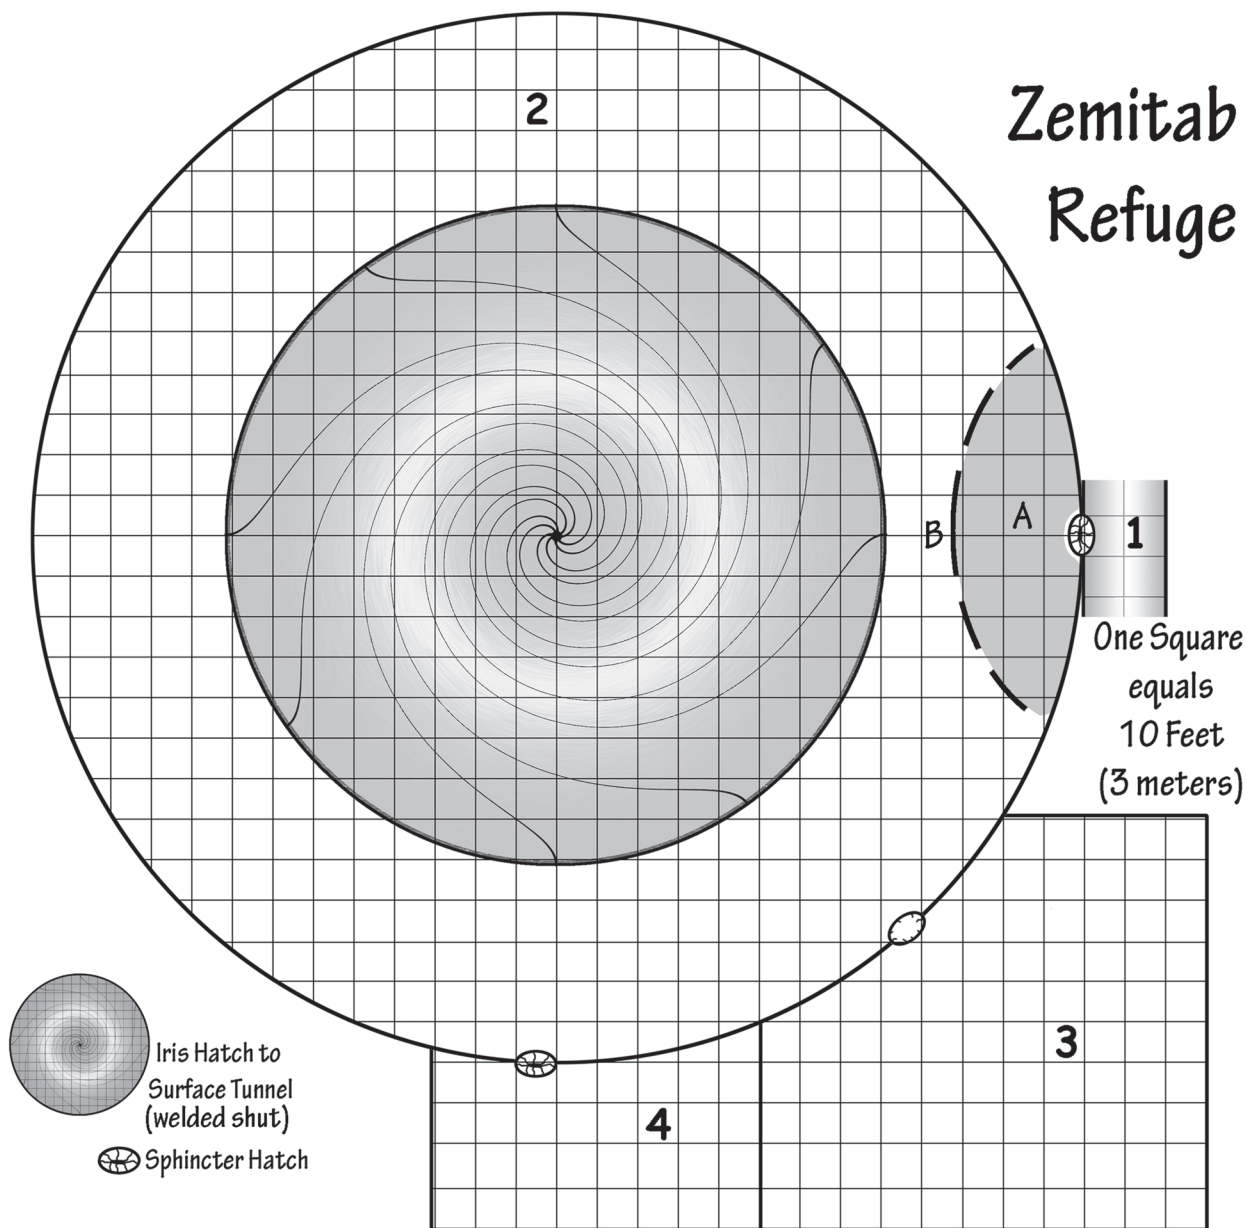 2
Zemitab
Refuge
A
B
1
One Square
equals
10 Feet
(3 meters)
3
4
Iris Hatch to
Surface Tunnel
(welded shut)
Sphincter Hatch